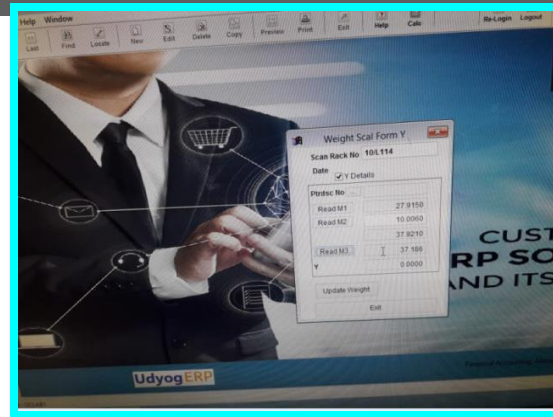 Help Window
Re-Login Logout
Last Find Locate New Edit Delete Copy Preview Print Exit Help Calc
Weight Scal Form Y
Scan Rack No 10/L114
Date Y Details
Ptrdsc No
Read M1 27.9150
Read M2 10.0060
37.9210
Read M3 37.186
Y 0.0000
Update Weight
Exit
CUST
RP SO
AND ITS
UdyogERP